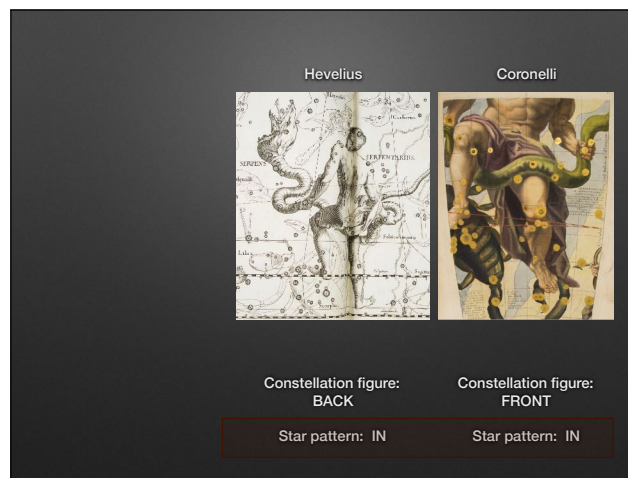 Hevelius
Coronelli
SERPENS
SERPENTARIUS
Constellation figure:
BACK
Constellation figure:
FRONT
Star pattern: IN
Star pattern: IN